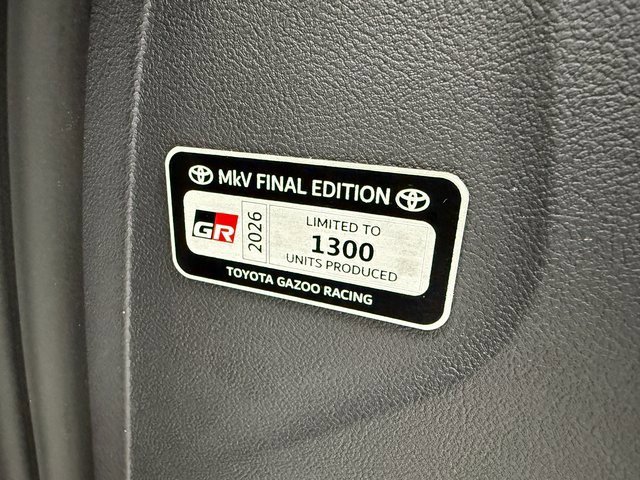 MkV FINAL EDITION
GR
2026
LIMITED TO
1300
UNITS PRODUCED
TOYOTA GAZOO RACING